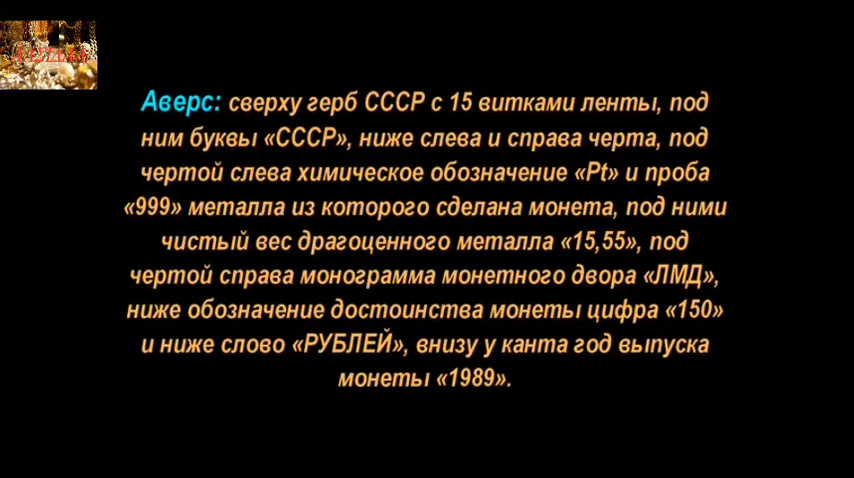 Аверс: сверху герб СССР с 15 витками ленты, под
ним буквы «СССР», ниже слева и справа черта, под
чертой слева химическое обозначение «Pt» и проба
«999» металла из которого сделана монета, под ними
чистый вес драгоценного металла «15,55», под
чертой справа монограмма монетного двора «ЛМД»,
ниже обозначение достоинства монеты цифра «150»
и ниже слово «РУБЛЕЙ», внизу у канта год выпуска
монеты «1989».